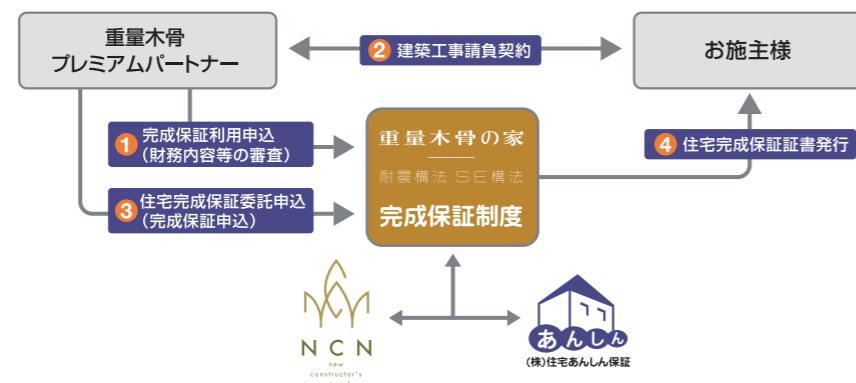 重量木骨
プレミアムパートナー
2 建築工事請負契約
お施主様
1 完成保証利用申込
(財務内容等の審査)
重量木骨の家
耐震構法 SE構法
完成保証制度
4 住宅完成保証証書発行
3 住宅完成保証委託申込
(完成保証申込)
NCN
new
constructor's
あんしん
(株)住宅あんしん保証